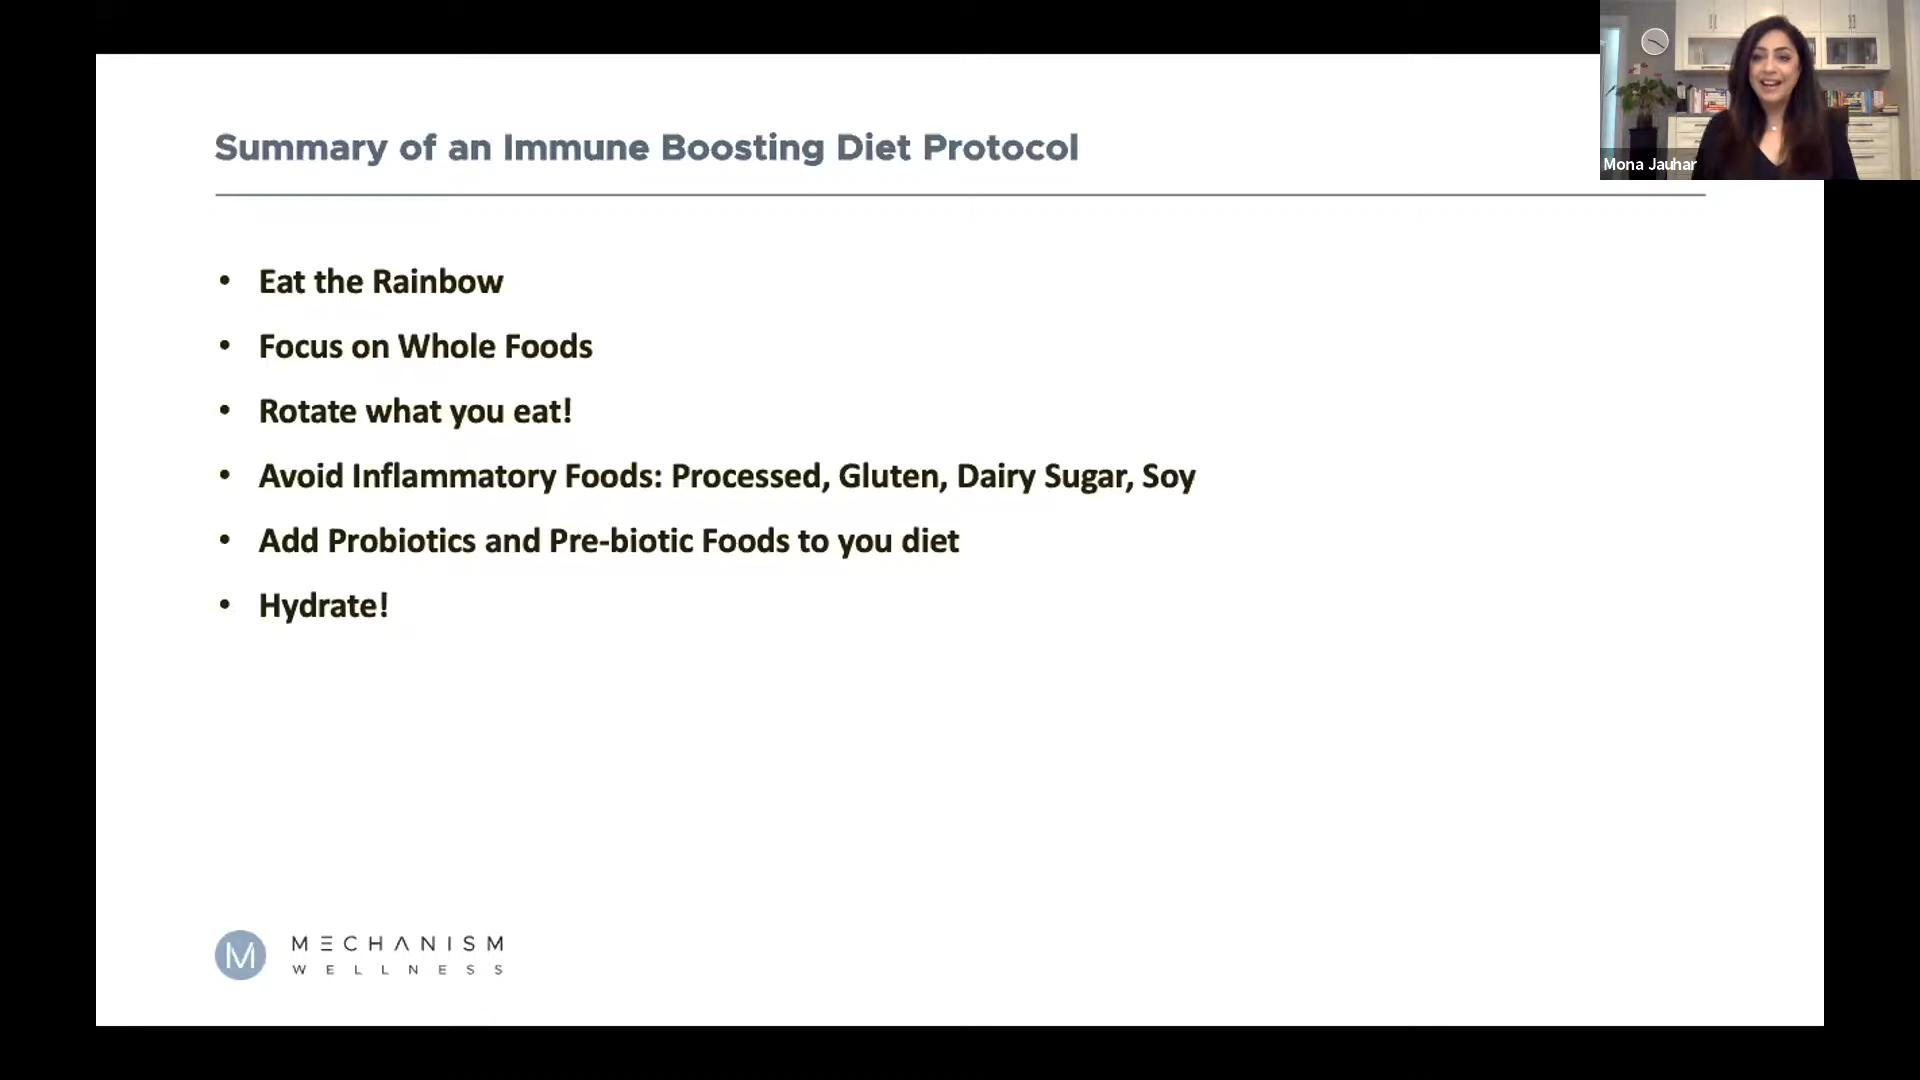 Mona Jauhar
Summary of an Immune Boosting Diet Protocol
• Eat the Rainbow
• Focus on Whole Foods
• Rotate what you eat!
• Avoid Inflammatory Foods: Processed, Gluten, Dairy Sugar, Soy
• Add Probiotics and Pre-biotic Foods to you diet
• Hydrate!
M
MECHANISM
WELLNESS